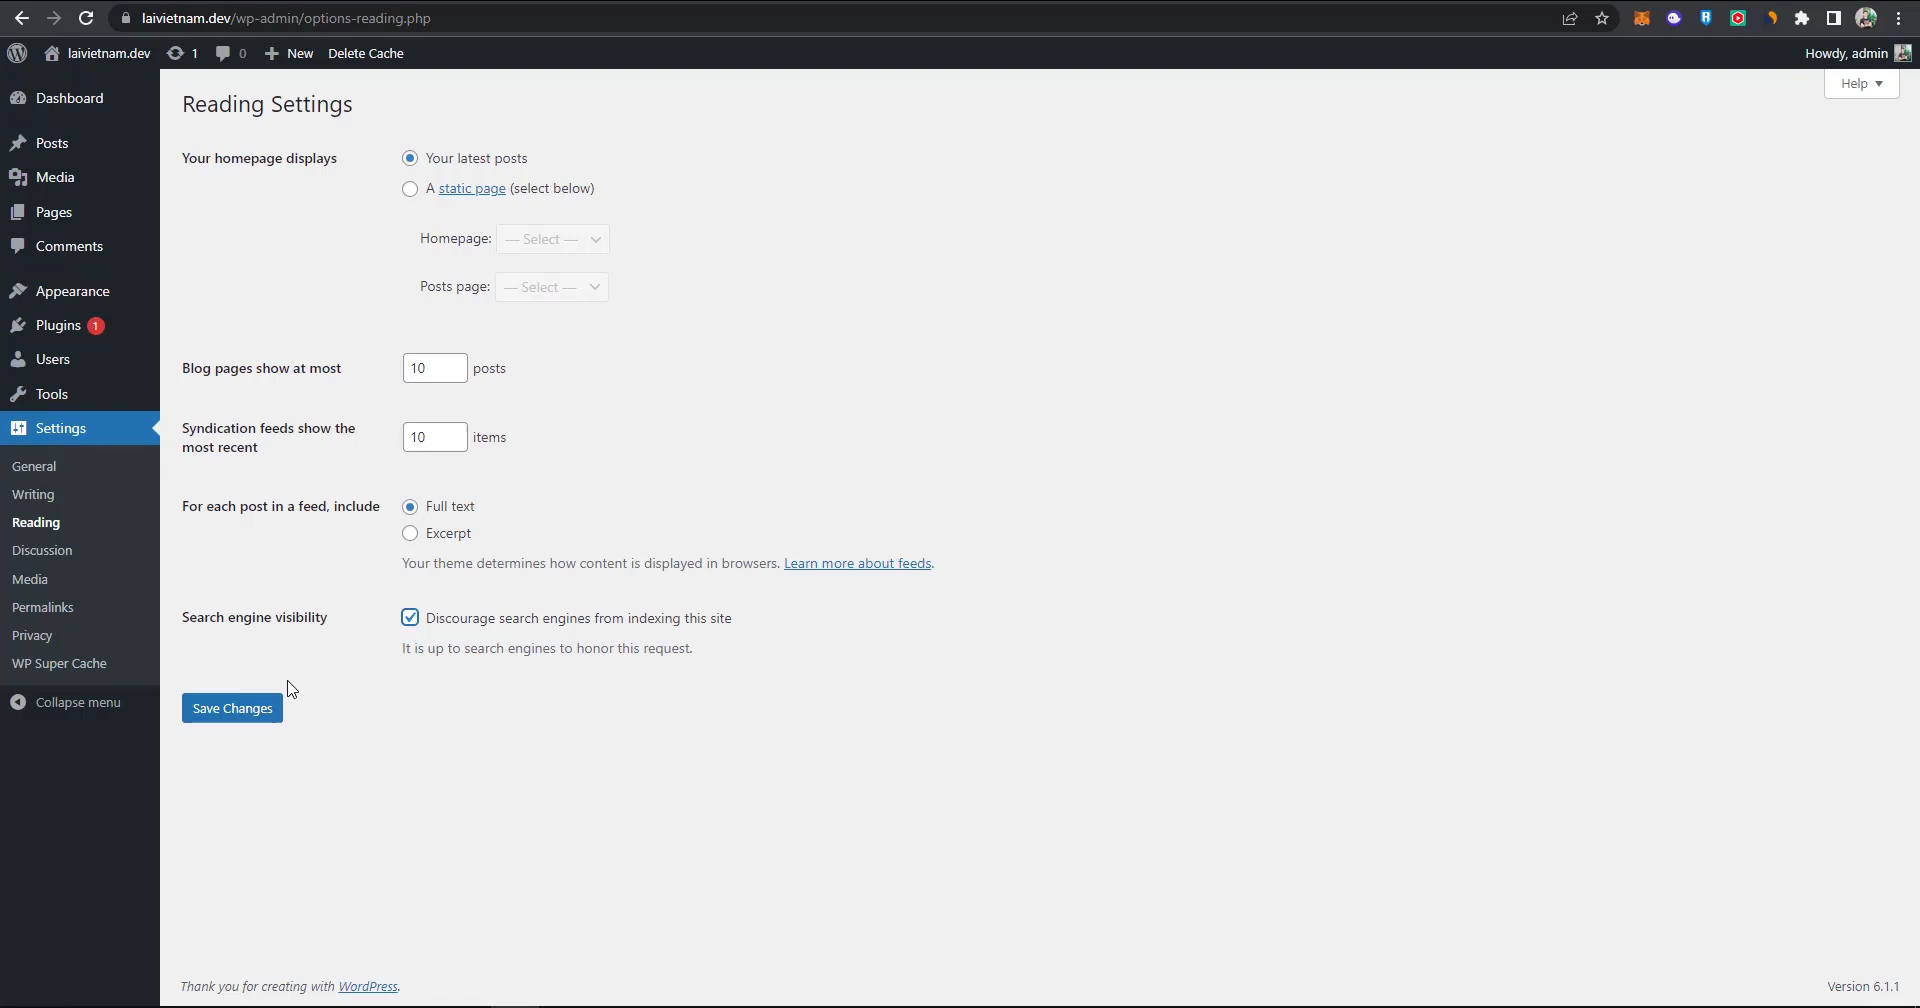 laivietnam.dev/wp-admin/options-reading.php
laivietnam.dev 1 0 New Delete Cache Howdy, admin
Help
Dashboard
Posts
Media
Pages
Comments
Appearance
Plugins 1
Users
Tools
Settings
General
Writing
Reading
Discussion
Media
Permalinks
Privacy
WP Super Cache
Collapse menu
Reading Settings
Your homepage displays Your latest posts
A static page (select below)
Homepage: — Select —
Posts page: — Select —
Blog pages show at most 10 posts
Syndication feeds show the
most recent
10 items
For each post in a feed, include Full text
Excerpt
Your theme determines how content is displayed in browsers. Learn more about feeds.
Search engine visibility Discourage search engines from indexing this site
It is up to search engines to honor this request.
Save Changes
Thank you for creating with WordPress. Version 6.1.1